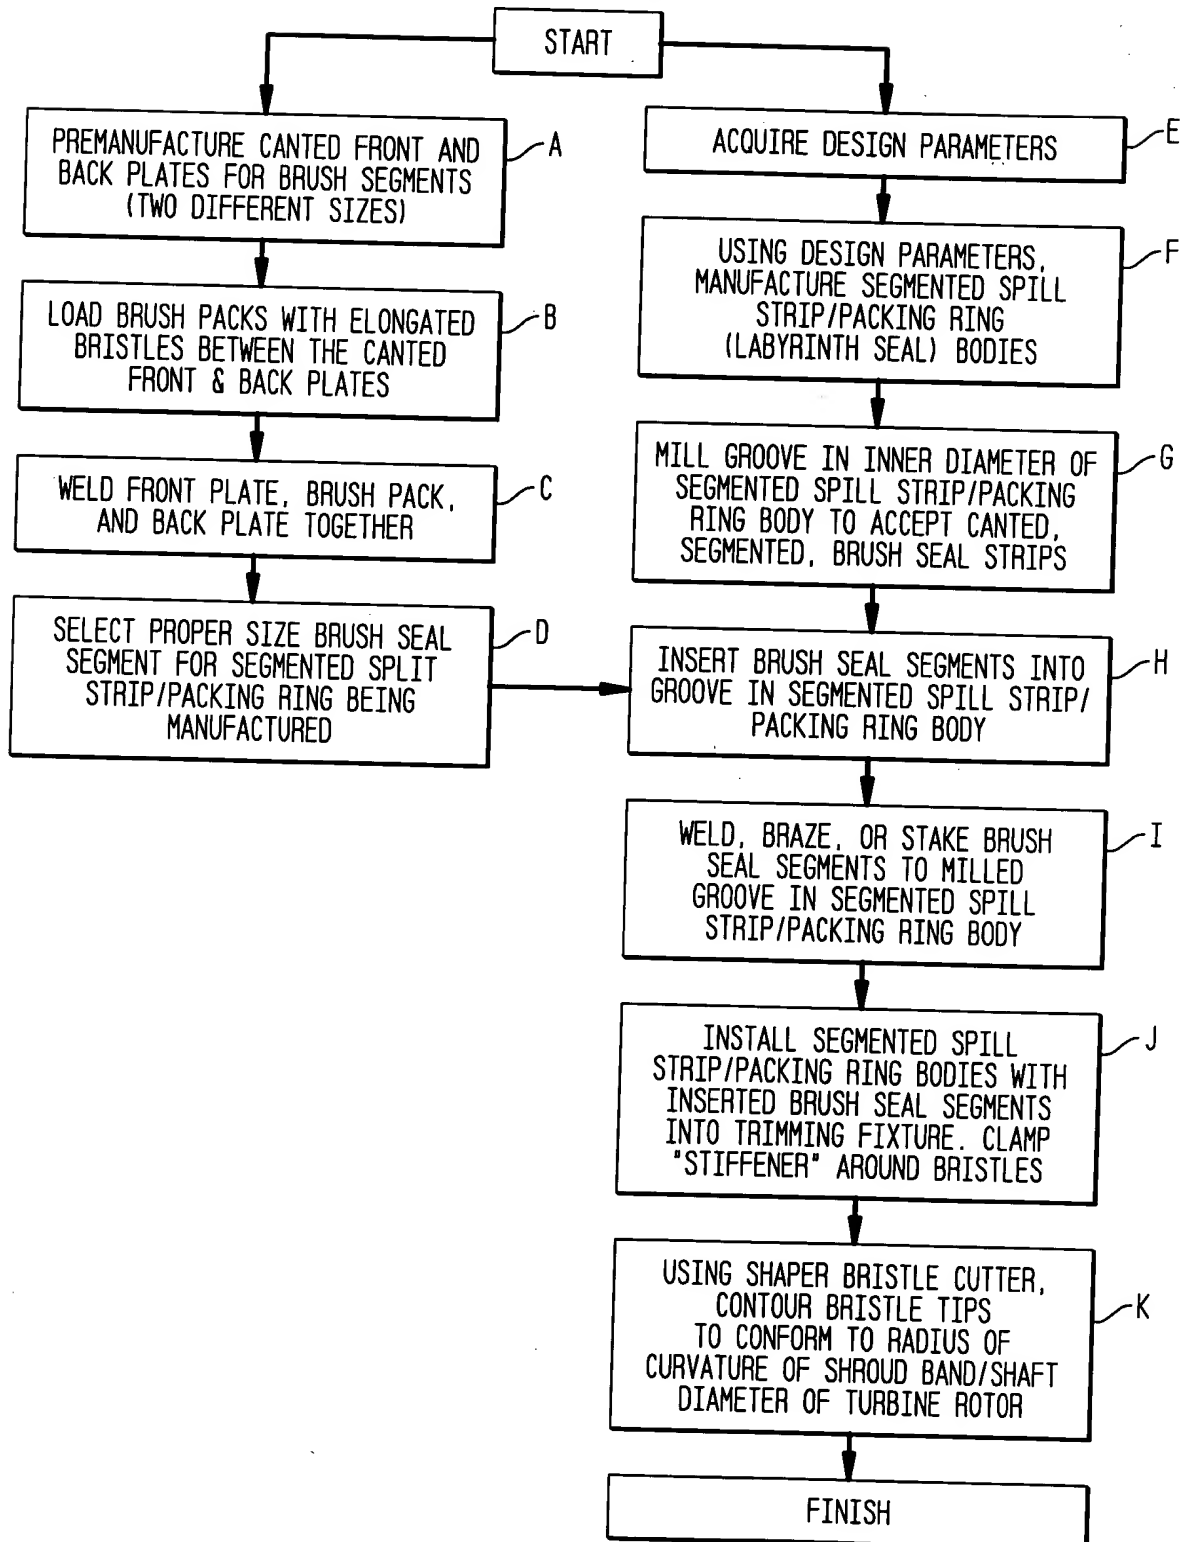 START
PREMANUFACTURE CANTED FRONT AND
BACK PLATES FOR BRUSH SEGMENTS
(TWO DIFFERENT SIZES)
A
LOAD BRUSH PACKS WITH ELONGATED
BRISTLES BETWEEN THE CANTED
FRONT & BACK PLATES
B
WELD FRONT PLATE, BRUSH PACK,
AND BACK PLATE TOGETHER
C
SELECT PROPER SIZE BRUSH SEAL
SEGMENT FOR SEGMENTED SPLIT
STRIP/PACKING RING BEING
MANUFACTURED
D
ACQUIRE DESIGN PARAMETERS
E
USING DESIGN PARAMETERS,
MANUFACTURE SEGMENTED SPILL
STRIP/PACKING RING
(LABYRINTH SEAL) BODIES
F
MILL GROOVE IN INNER DIAMETER OF
SEGMENTED SPILL STRIP/PACKING
RING BODY TO ACCEPT CANTED,
SEGMENTED, BRUSH SEAL STRIPS
G
INSERT BRUSH SEAL SEGMENTS INTO
GROOVE IN SEGMENTED SPILL STRIP/
PACKING RING BODY
H
WELD, BRAZE, OR STAKE BRUSH
SEAL SEGMENTS TO MILLED
GROOVE IN SEGMENTED SPILL
STRIP/PACKING RING BODY
I
INSTALL SEGMENTED SPILL
STRIP/PACKING RING BODIES WITH
INSERTED BRUSH SEAL SEGMENTS
INTO TRIMMING FIXTURE. CLAMP
"STIFFENER" AROUND BRISTLES
J
USING SHAPER BRISTLE CUTTER,
CONTOUR BRISTLE TIPS
TO CONFORM TO RADIUS OF
CURVATURE OF SHROUD BAND/SHAFT
DIAMETER OF TURBINE ROTOR
K
FINISH